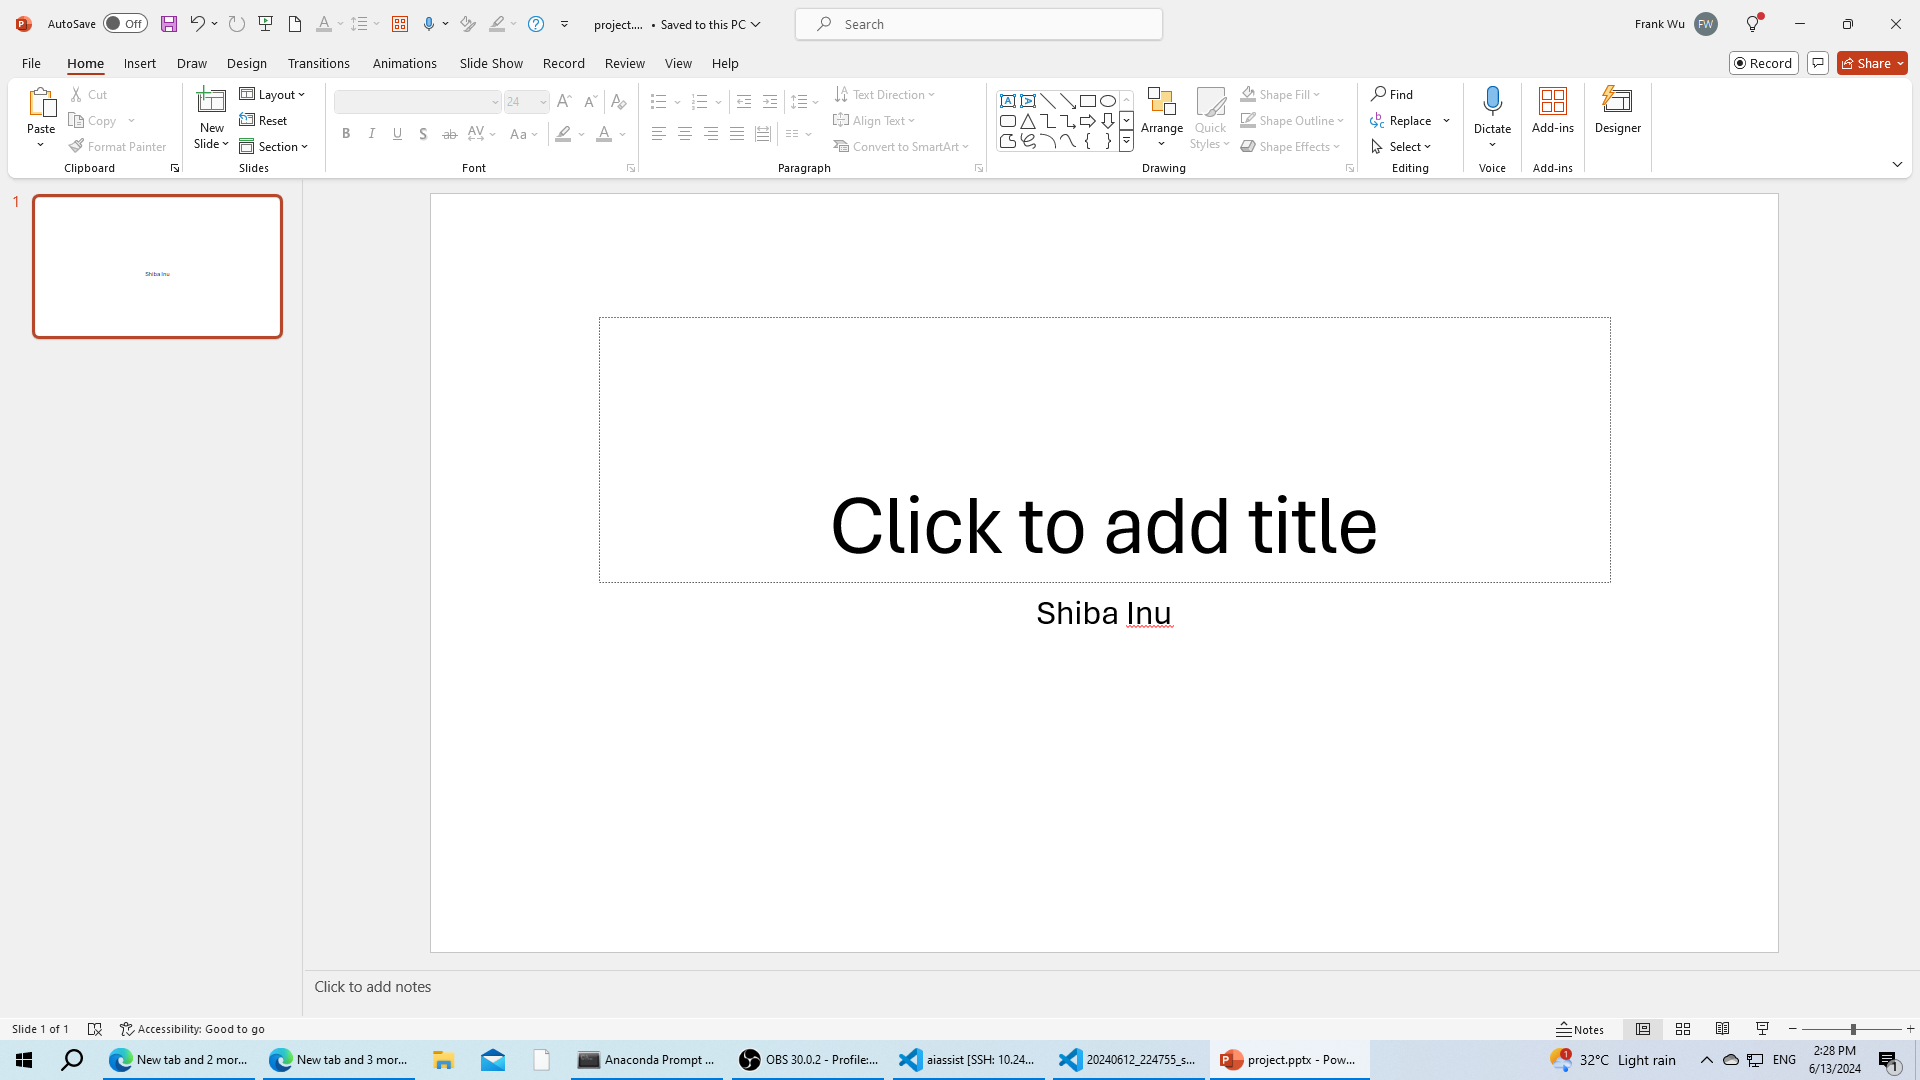 AutoSave Off project.... • Saved to this PC Search Frank Wu FW
File Home Insert Draw Design Transitions Animations Slide Show Record Review View Help Record Share
Paste Cut Copy Format Painter Clipboard
New Slide Layout Reset Section Slides
24 B I U S ab AV Aa A Font
Text Direction Align Text Convert to SmartArt Paragraph
Arrange Quick Styles Shape Fill Shape Outline Shape Effects Drawing
Find Replace Select Editing
Dictate Voice
Add-ins Add-ins
Designer
1
Shiba Inu
Click to add title
Shiba Inu
Click to add notes
Slide 1 of 1 Accessibility: Good to go Notes
New tab and 2 mor... New tab and 3 mor... Anaconda Prompt ... OBS 30.0.2 - Profile:... aiassist [SSH: 10.24... 20240612_224755_s... project.pptx - Pow... 1 32°C Light rain ENG 2:28 PM 1
6/13/2024